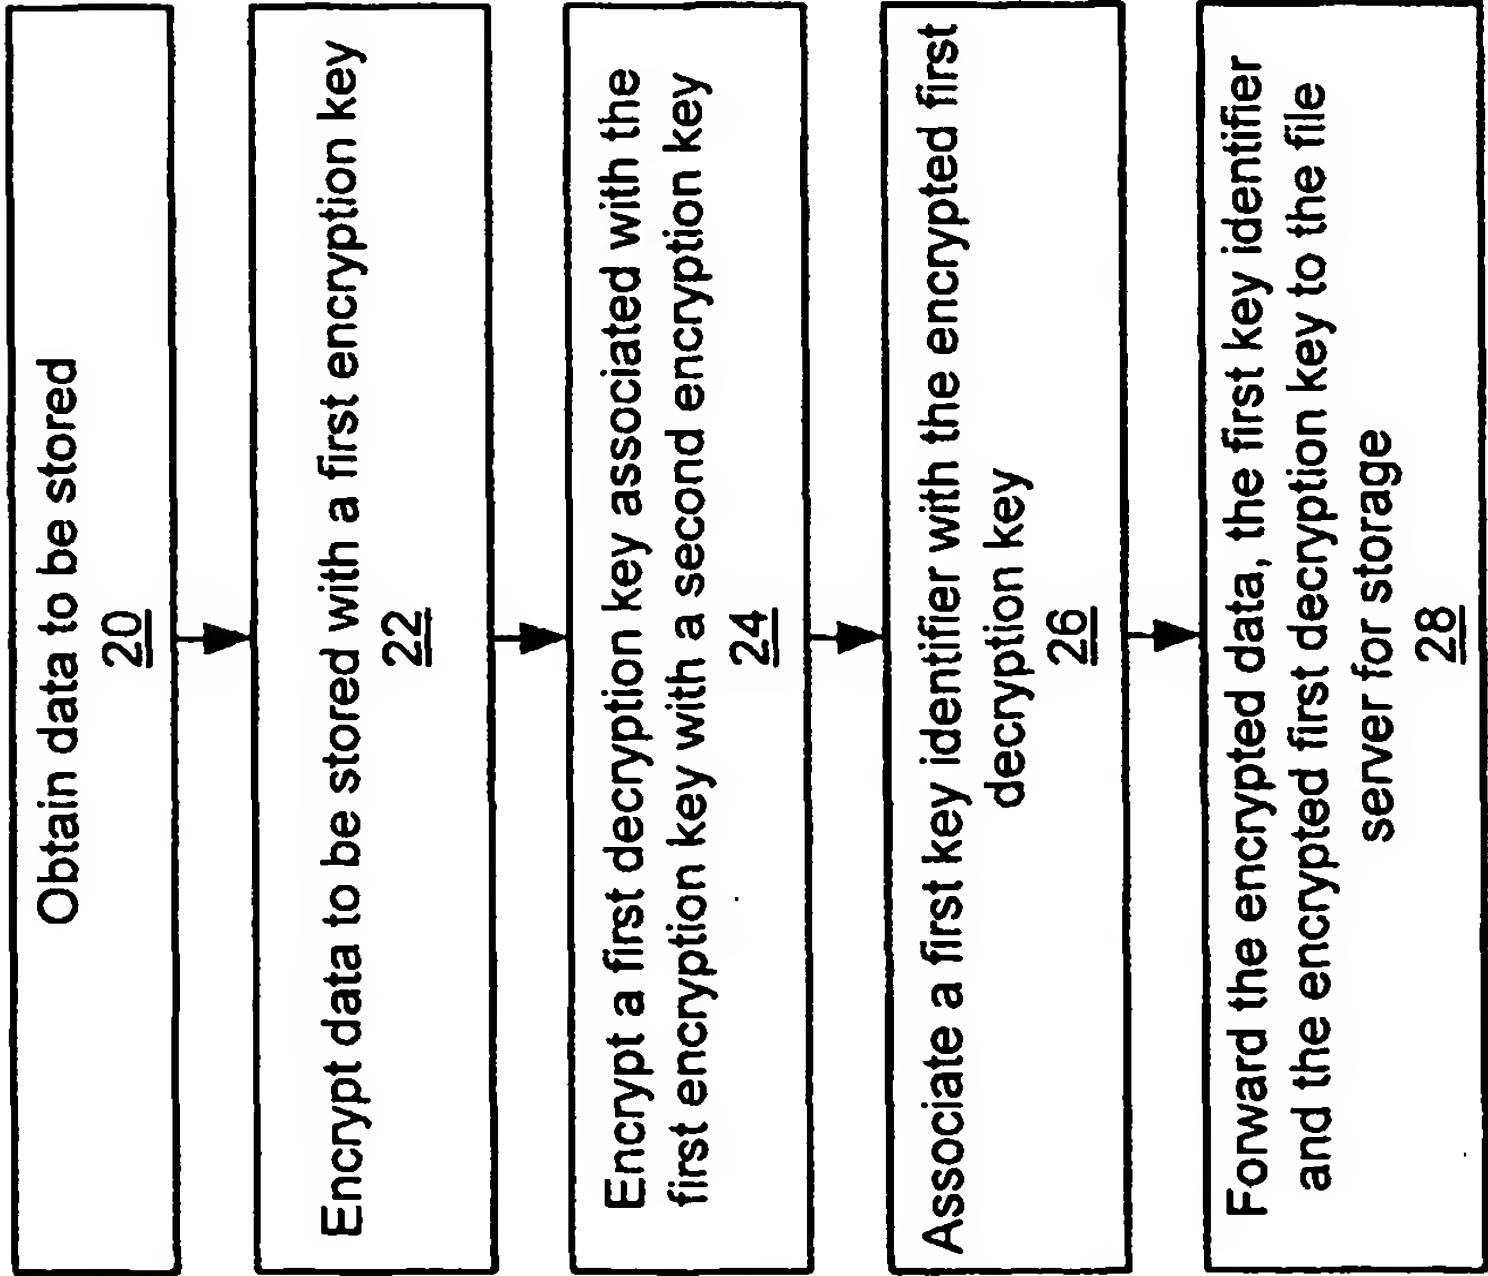 Obtain data to be stored
20
Encrypt data to be stored with a first encryption key
22
Encrypt a first decryption key associated with the
first encryption key with a second encryption key
24
Associate a first key identifier with the encrypted first
decryption key
26
Forward the encrypted data, the first key identifier
and the encrypted first decryption key to the file
server for storage
28